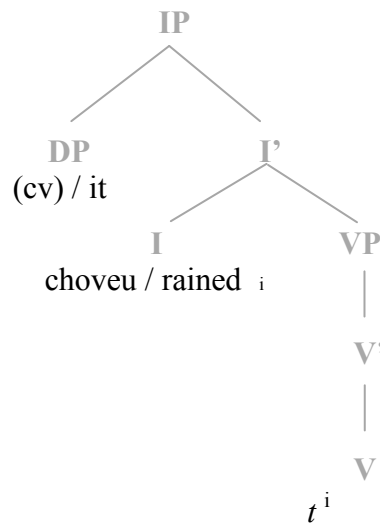 IP
DP I’
(cv) / it
I VP
choveu / rained i
V’
V
t i